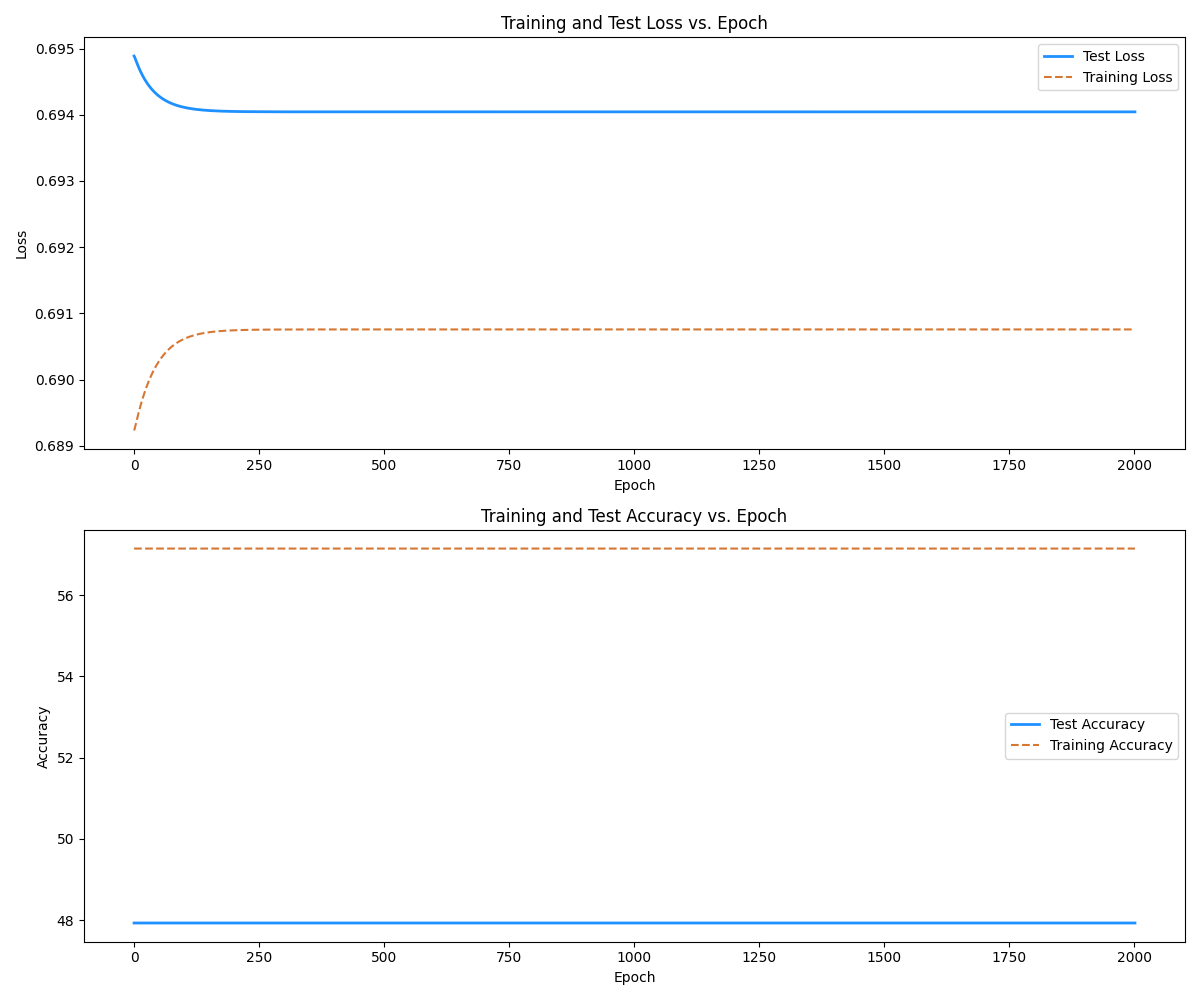 Training and Test Loss vs. Epoch
0.695
0.694
0.693
0.692
0.691
0.690
0.689
Loss
Test Loss
Training Loss
0 250 500 750 1000 1250 1500 1750 2000
Epoch
Training and Test Accuracy vs. Epoch
56
54
52
50
48
Accuracy
Test Accuracy
Training Accuracy
0 250 500 750 1000 1250 1500 1750 2000
Epoch